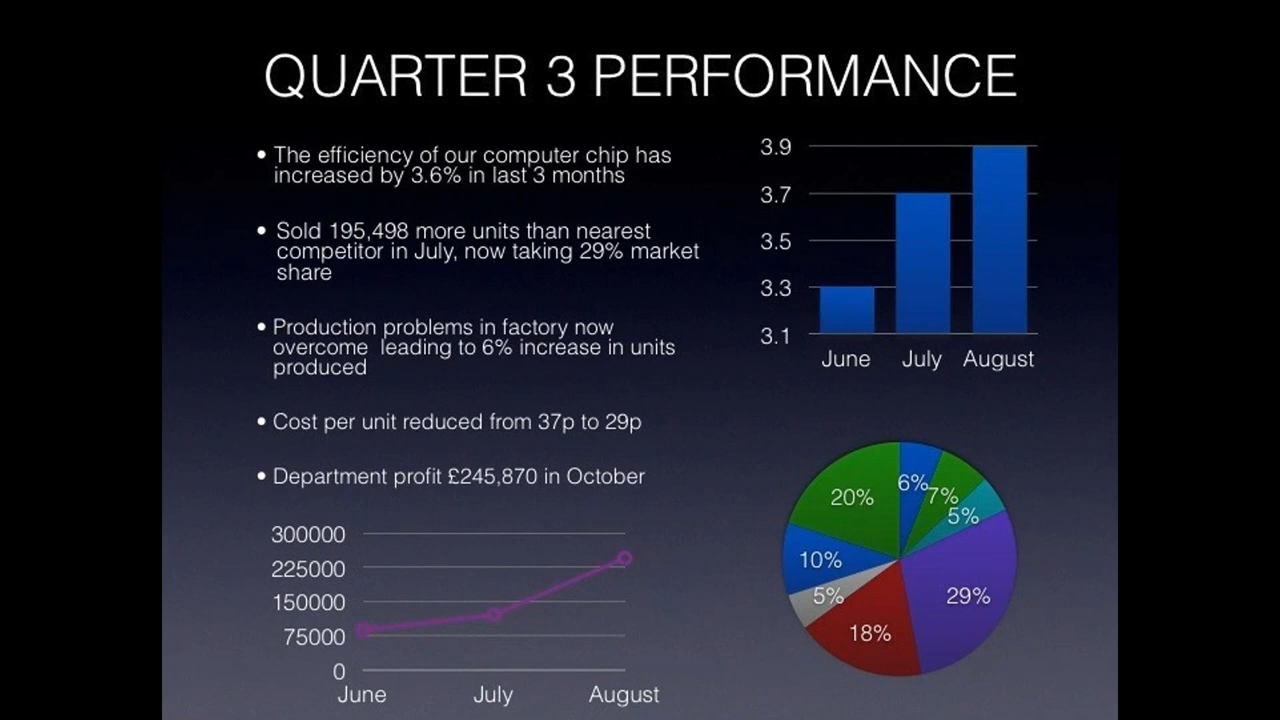 QUARTER 3 PERFORMANCE
• The efficiency of our computer chip has
increased by 3.6% in last 3 months
• Sold 195,498 more units than nearest
competitor in July, now taking 29% market
share
• Production problems in factory now
overcome  leading to 6% increase in units
produced
• Cost per unit reduced from 37p to 29p
• Department profit £245,870 in October
300000
225000
150000
75000
0
June July August
3.9
3.7
3.5
3.3
3.1
June July August
6%
7%
5%
29%
18%
5%
10%
20%